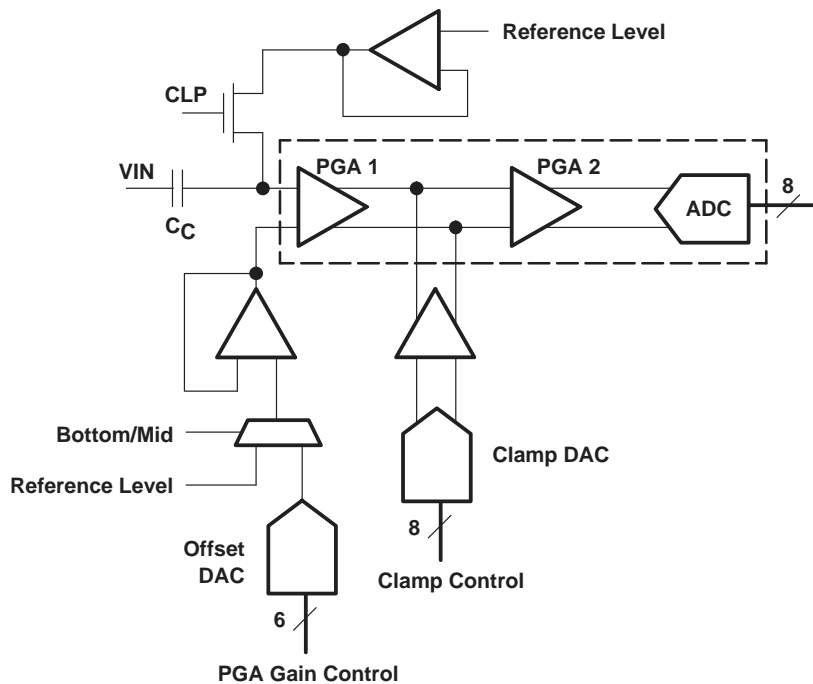 Reference Level
CLP
VIN
CC
PGA 1
PGA 2
ADC
8
Bottom/Mid
Reference Level
Clamp DAC
8
Clamp Control
Offset
DAC
6
PGA Gain Control